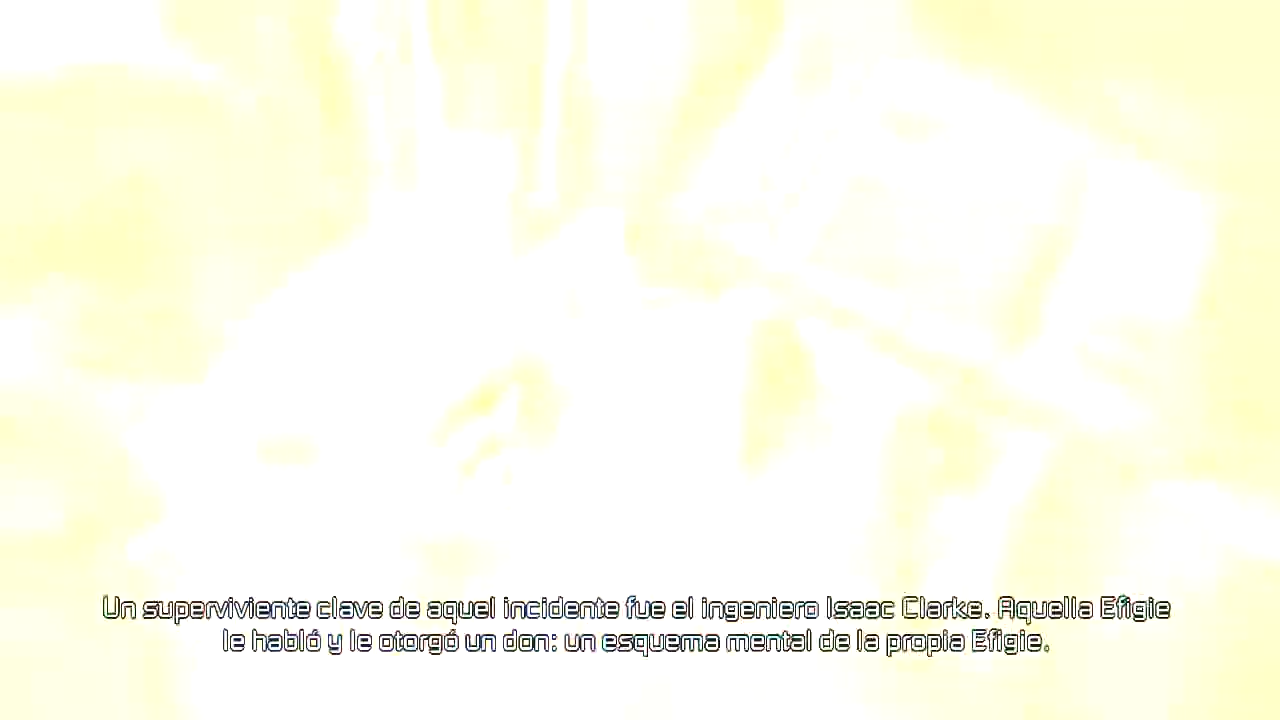 Un superviviente clave de aquel incidente fue el ingeniero Isaac Clarke. Aquella Efigie
le habló y le otorgó un don: un esquema mental de la propia Efigie.